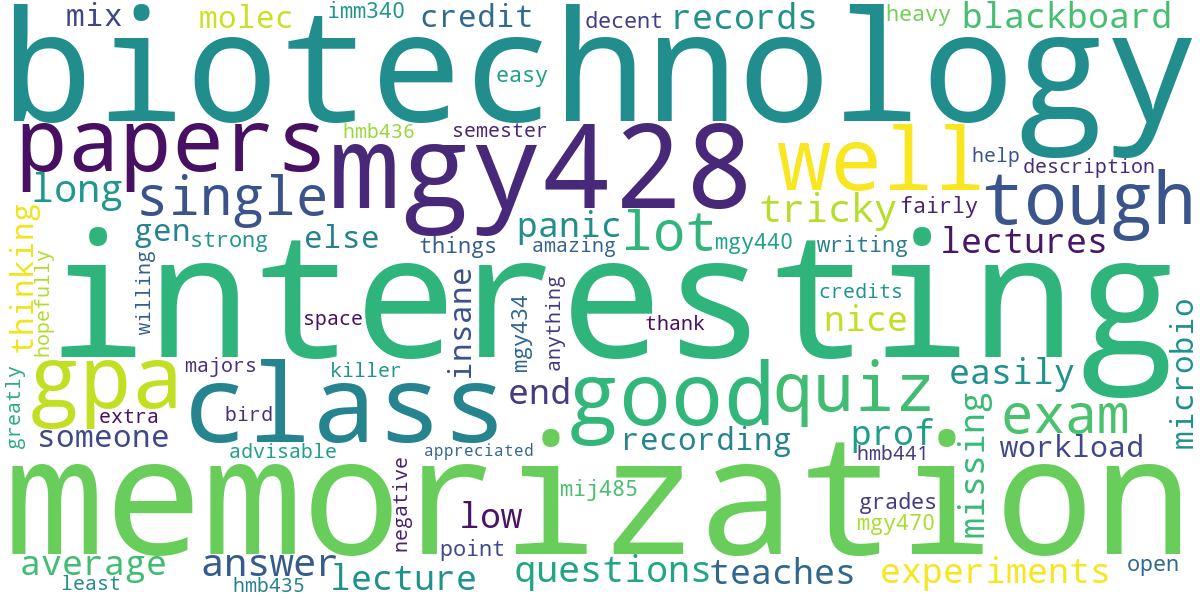 mix
molec
imm340
credit
decent
records
heavy
blackboard
biotechnology
easy
papers
hmb436
semester
mgy428
well
help
description
long
single
tricky
fairly
tough
thinking
gen
strong
else
panic
lot
things
amazing
mgy440
writing
lectures
willing
hopefully
interesting
insane
mgy434
anything
space
thank
credits
nice
microbio
gpa
majors
killer
class
end
good
quiz
easily
greatly
extra
bird
someone
advisable
appreciated
recording
prof
exam
hmb441
workload
missing
memorization
negative
mij485
low
grades
mgy470
point
average
answer
least
hmb435
lecture
questions
teaches
experiments
open